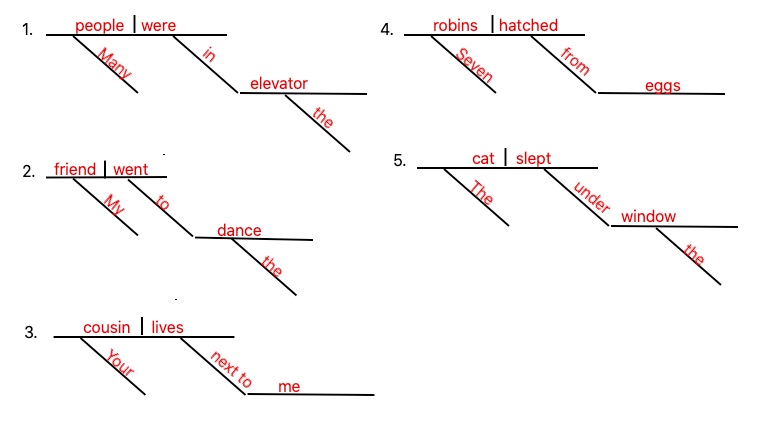 1. people were
Many in
elevator
the
2. friend went
My to
dance
the
3. cousin lives
Your next to
me
4. robins hatched
Seven from
eggs
5. cat slept
The under
window
the